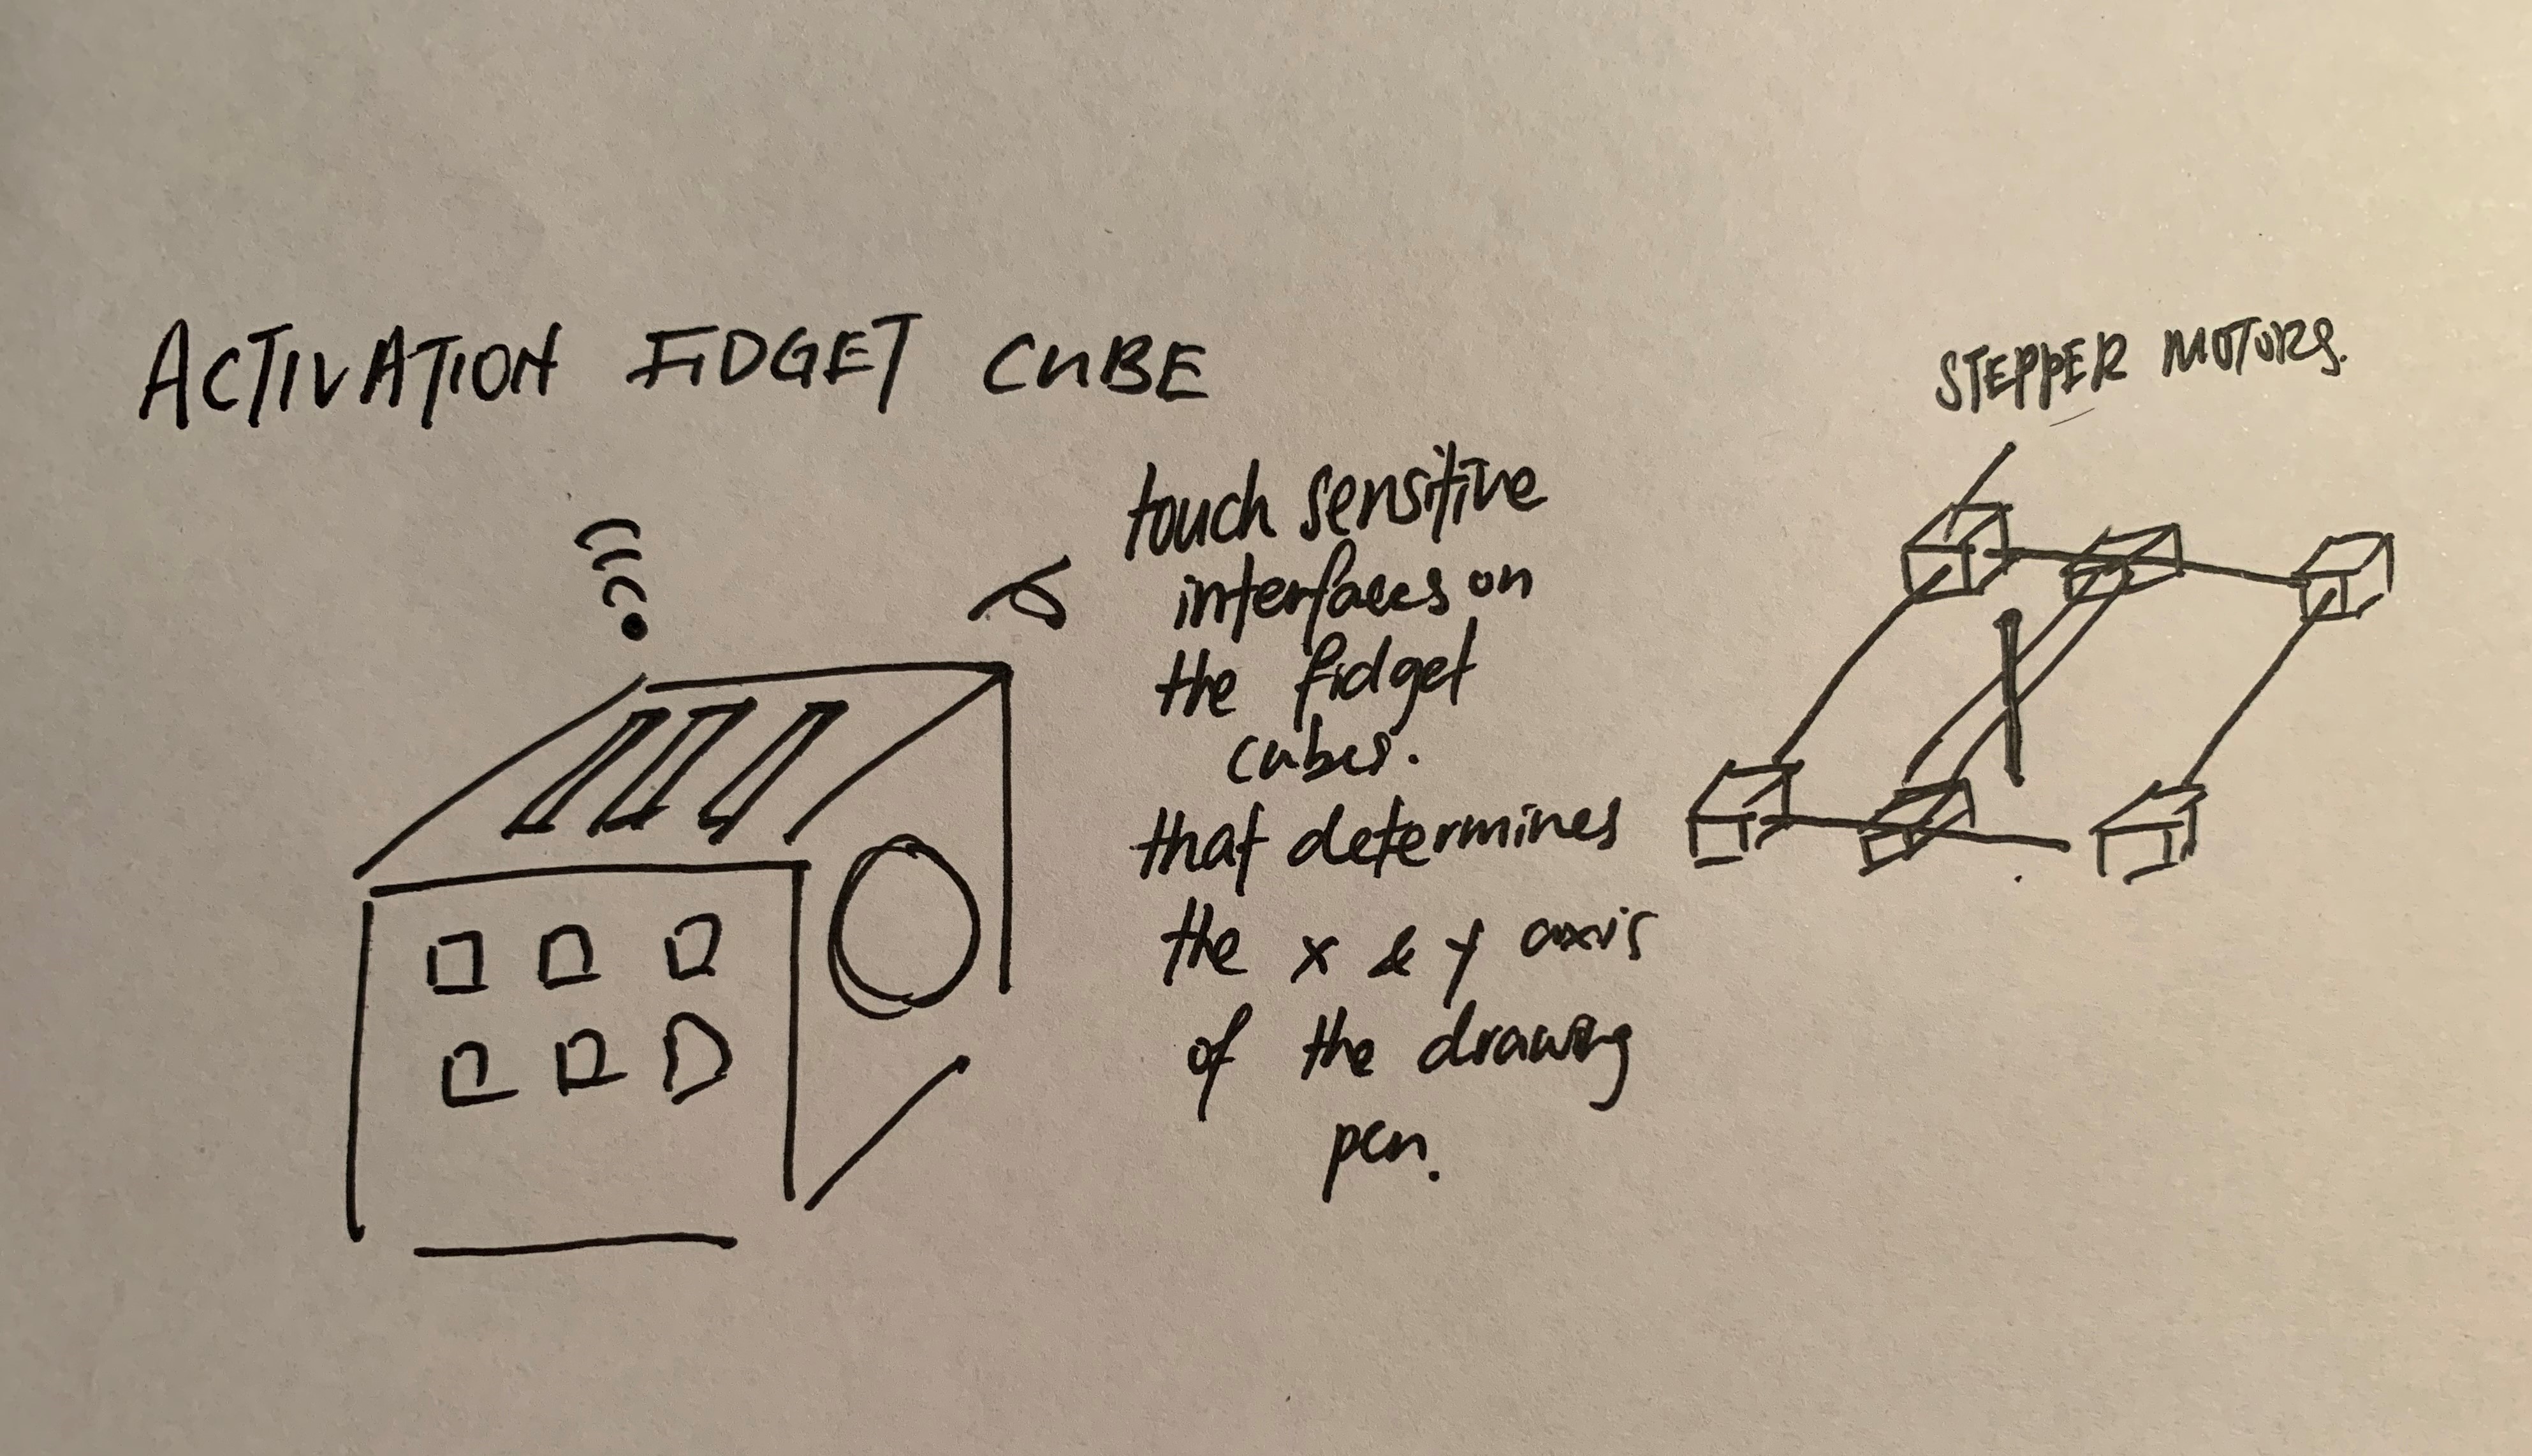 ACTIVATION FIDGET CUBE
touch sensitive
interfaces on
the fidget
cubes.
that determines
the x & y axis
of the drawing
pen.
STEPPER MOTORS.